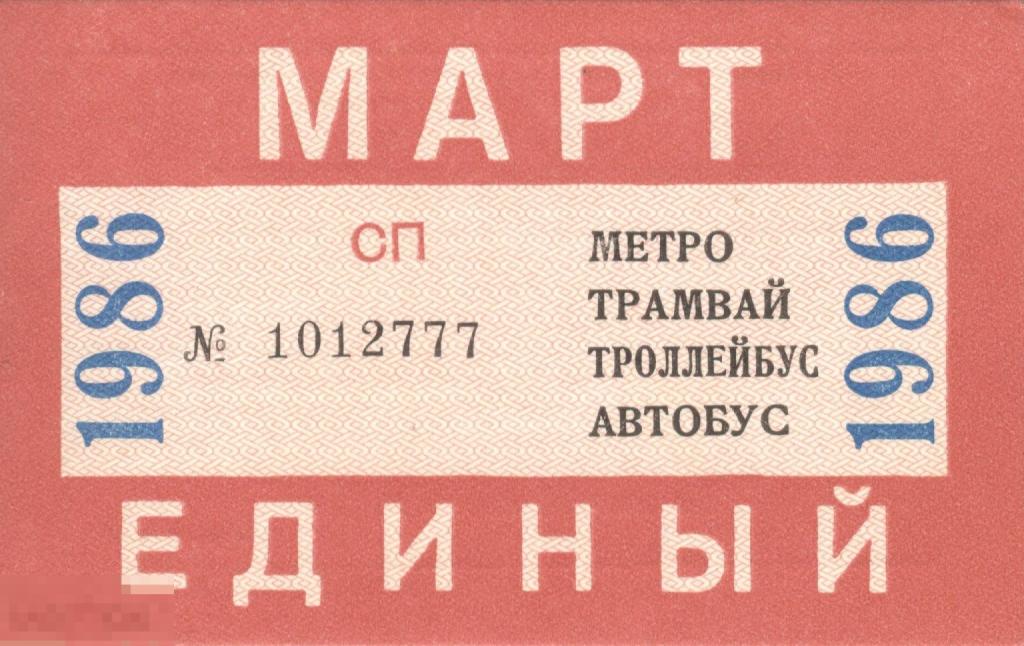 МАРТ
1986
СП
№ 1012777
МЕТРО
ТРАМВАЙ
ТРОЛЛЕЙБУС
АВТОБУС
1986
ЕДИНЫЙ